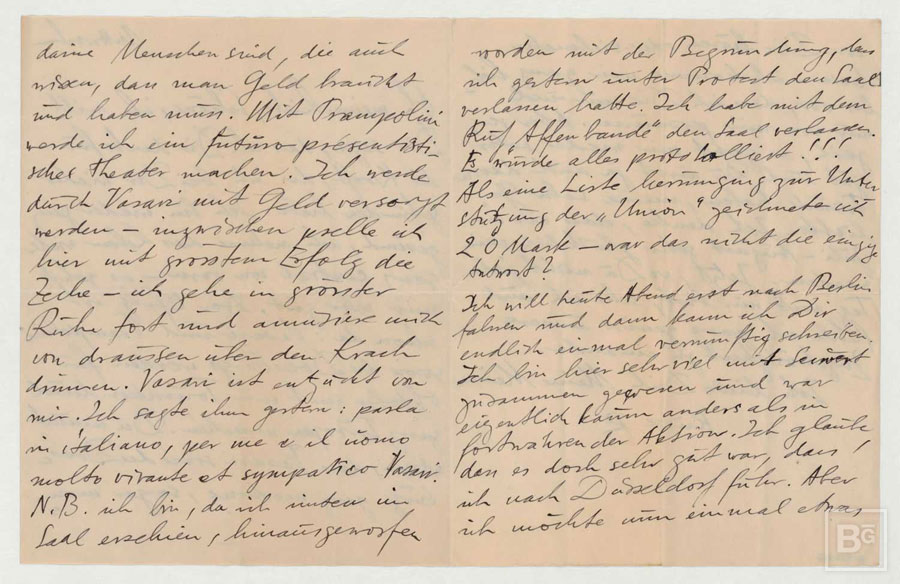 deine Menschen sind, die auch
wissen, dass man Geld braucht
und haben muss. Mit Prampolini
werde ich ein futuro-présentisti-
sches Theater machen. Ich werde
durch Vasari mit Geld versorgt
werden – inzwischen prelle ich
hier mit grösstem Erfolg die
Zeche – ich gehe in grösster
Ruhe fort und amüsiere mich
von draussen über den Krach
drinnen. Vasari ist entzückt von
mir. Ich sagte ihm gestern: parla
in italiano, per me e il uomo
molto vivante et sympatico Vasari.
N.B. ich bin, da ich unten im
Saal erschien, hinausgeworfen
worden mit der Begründung, dass
ich gestern unter Protest den Saal
verlassen hatte. Ich habe mit dem
Ruf „Affenbande“ den Saal verlassen.
Es würde alles protokolliert!!!
Als eine Liste herumging zur Unter
stützung der „Union“ zeichnete ich
20 Mark – war das nicht die einzige
Antwort?
Ich will heute Abend erst nach Berlin
fahren und dann kann ich Dir
endlich einmal vernünftig schreiben.
Ich bin hier sehr viel mit Seiwert
zusammen gewesen und war
eigentlich kaum anders als in
fortwährender Aktion. Ich glaube
dass es doch sehr gut war, dass
ich nach Düsseldorf fuhr. Aber
ich möchte nun einmal etwas
BG